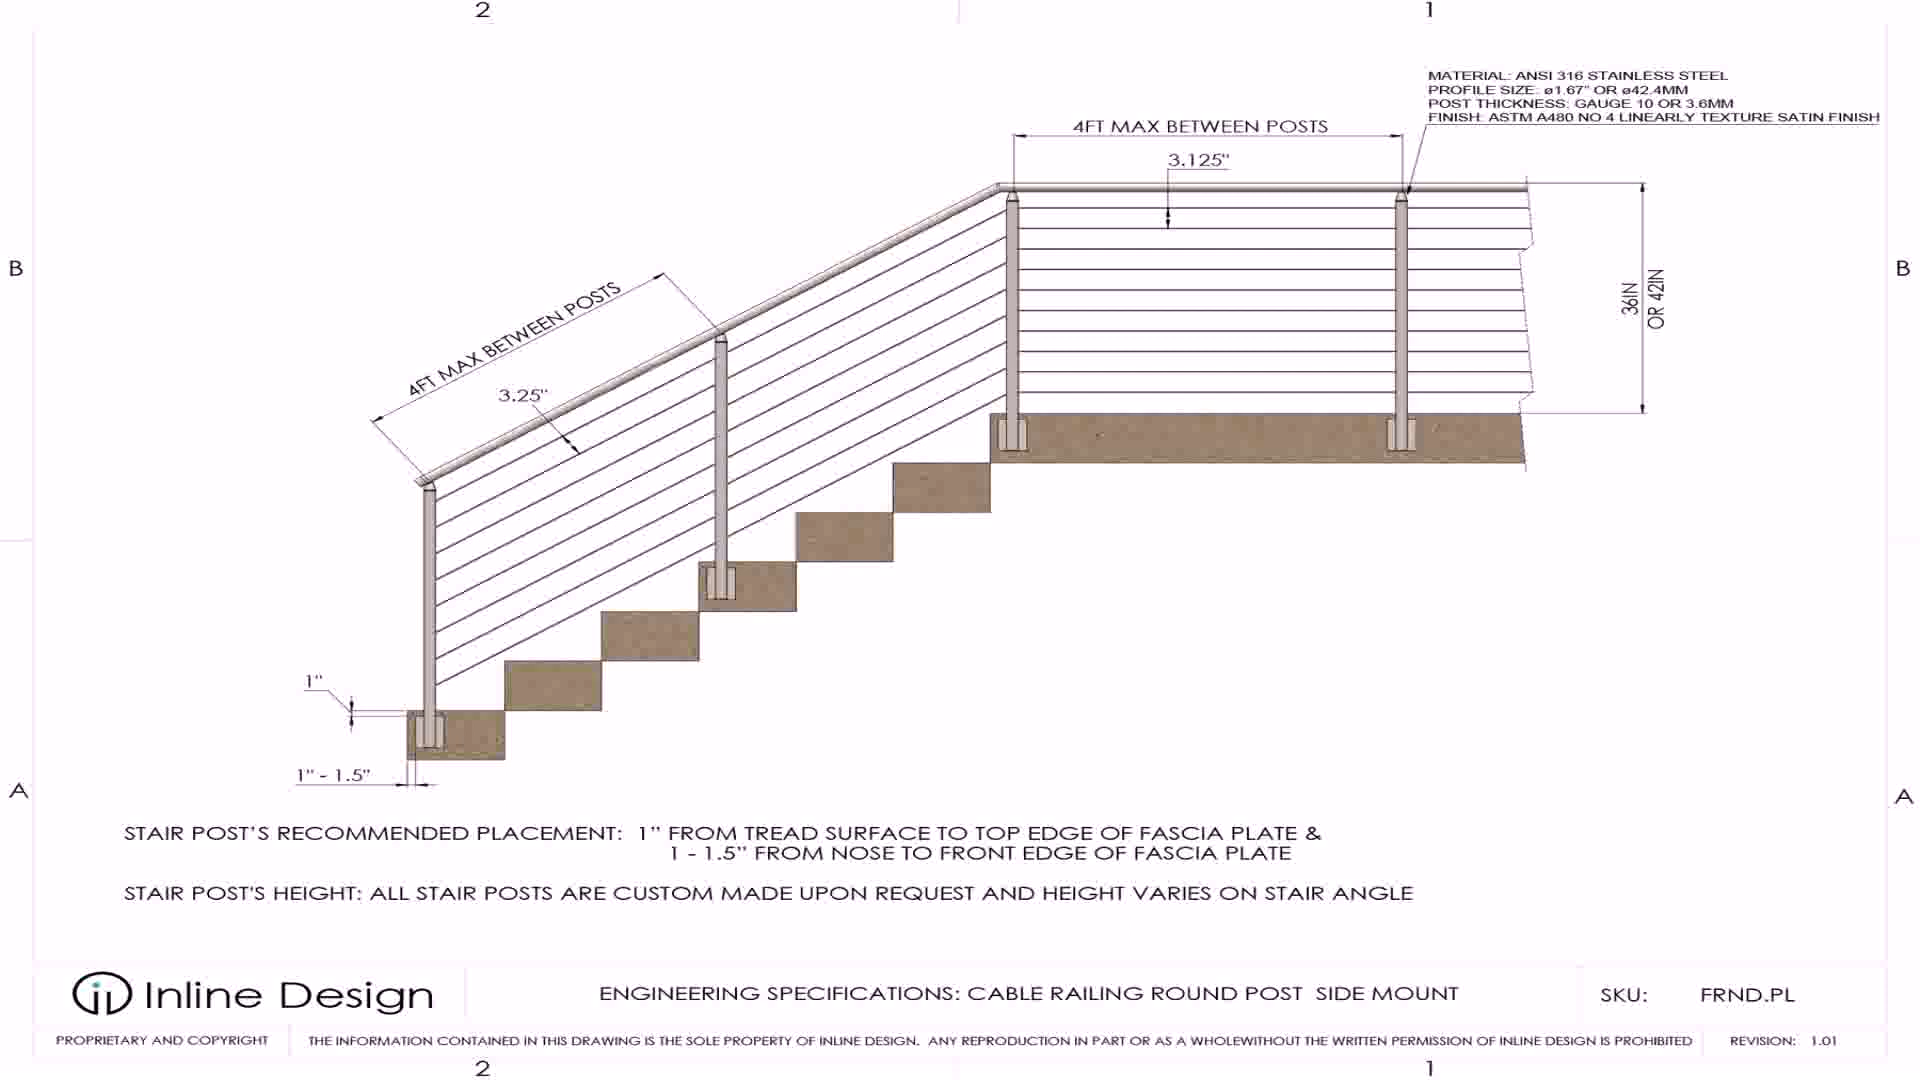 2
1
MATERIAL: ANSI 316 STAINLESS STEEL
PROFILE SIZE: ø1.67" OR ø42.4MM
POST THICKNESS: GAUGE 10 OR 3.6MM
FINISH: ASTM A480 NO 4 LINEARLY TEXTURE SATIN FINISH
4FT MAX BETWEEN POSTS
3.125"
B
B
36IN
OR 42IN
4FT MAX BETWEEN POSTS
3.25"
1"
1" - 1.5"
A
A
STAIR POST'S RECOMMENDED PLACEMENT: 1" FROM TREAD SURFACE TO TOP EDGE OF FASCIA PLATE &
1 - 1.5" FROM NOSE TO FRONT EDGE OF FASCIA PLATE
STAIR POST'S HEIGHT: ALL STAIR POSTS ARE CUSTOM MADE UPON REQUEST AND HEIGHT VARIES ON STAIR ANGLE
Inline Design
ENGINEERING SPECIFICATIONS: CABLE RAILING ROUND POST SIDE MOUNT
SKU: FRND.PL
PROPRIETARY AND COPYRIGHT
THE INFORMATION CONTAINED IN THIS DRAWING IS THE SOLE PROPERTY OF INLINE DESIGN. ANY REPRODUCTION IN PART OR AS A WHOLEWITHOUT THE WRITTEN PERMISSION OF INLINE DESIGN IS PROHIBITED
REVISION: 1.01
2
1